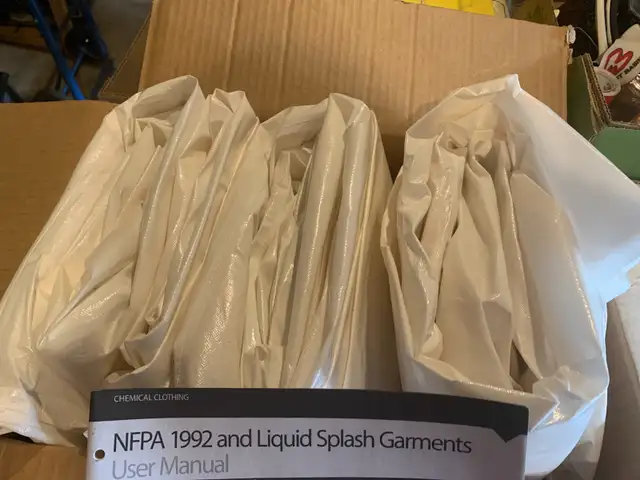 CHEMICAL CLOTHING
NFPA 1992 and Liquid Splash Garments
User Manual